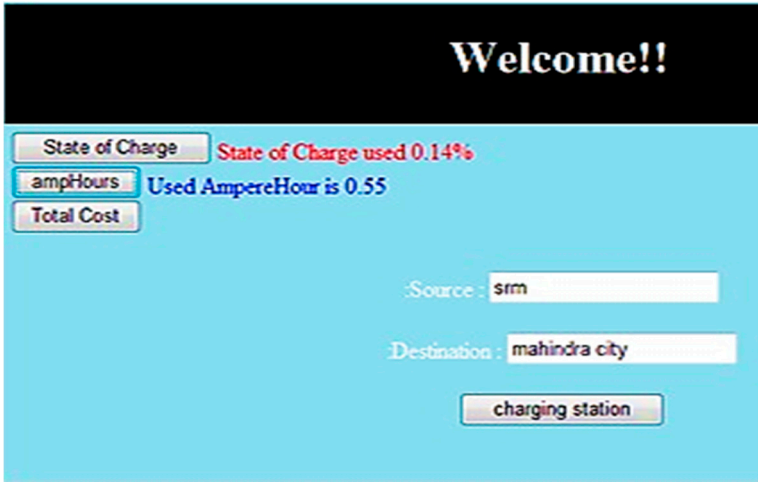 Welcome!!
State of Charge State of Charge used 0.14%
ampHours Used AmpereHour is 0.55
Total Cost
:Source : srm
:Destination : mahindra city
charging station